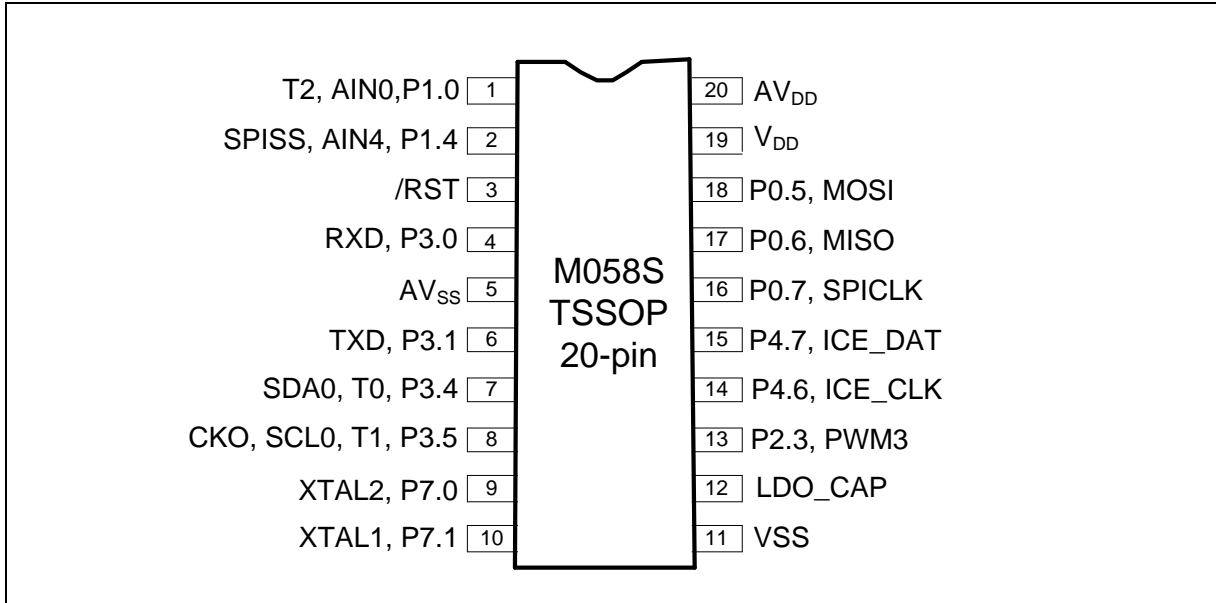 T2, AIN0,P1.0 1
SPISS, AIN4, P1.4 2
/RST 3
RXD, P3.0 4
AVSS 5
TXD, P3.1 6
SDA0, T0, P3.4 7
CKO, SCL0, T1, P3.5 8
XTAL2, P7.0 9
XTAL1, P7.1 10
M058S
TSSOP
20-pin
20 AVDD
19 VDD
18 P0.5, MOSI
17 P0.6, MISO
16 P0.7, SPICLK
15 P4.7, ICE_DAT
14 P4.6, ICE_CLK
13 P2.3, PWM3
12 LDO_CAP
11 VSS